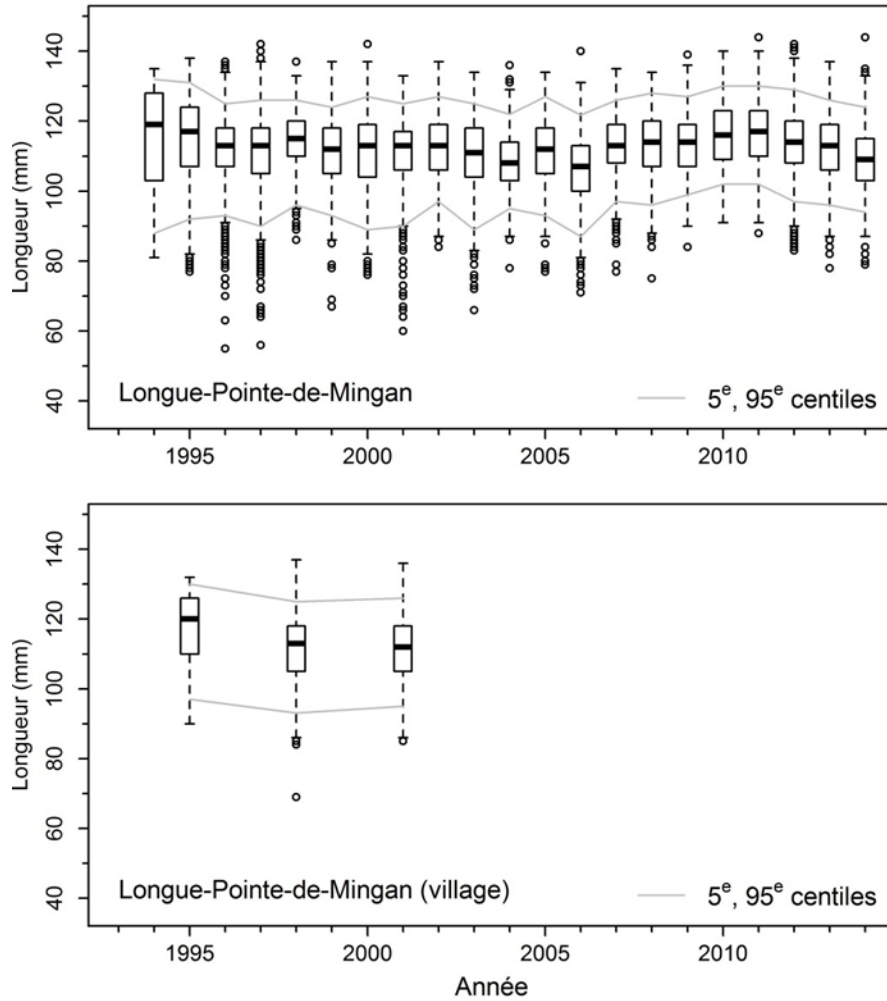 Longueur (mm)
140
120
100
80
60
40
Longue-Pointe-de-Mingan
5e, 95e centiles
1995 2000 2005 2010
Longueur (mm)
140
120
100
80
60
40
Longue-Pointe-de-Mingan (village)
5e, 95e centiles
1995 2000 2005 2010
Année